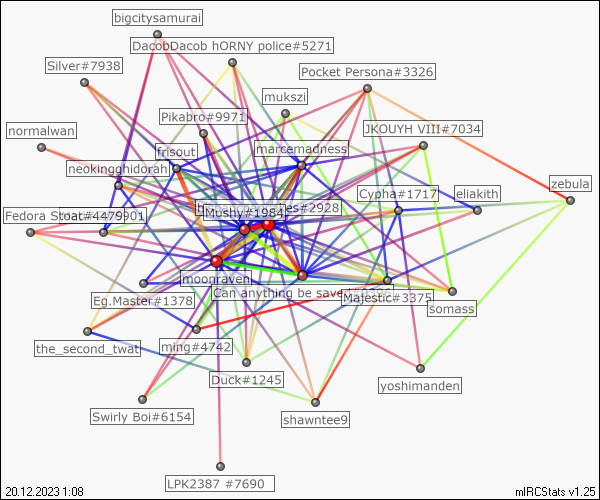 bigcitysamurai
DacobDacob hORNY police#5271
Silver#7938
Pocket Persona#3326
mukszi
Pikabro#9971
JKOUYH VIII#7034
normalwan
frisout
marcemadness
neokingghidorah
zebula
Cypha#1717
eliakith
Fedora
Mushy#1984
es#2928
moonraven
Can anything be save
Majestic#3375
Eg.Master#1378
somass
the_second_twat
ming#4742
Duck#1245
yoshimanden
Swirly Boi#6154
shawntee9
LPK2387 #7690
20.12.2023 1:08
mIRCStats v1.25